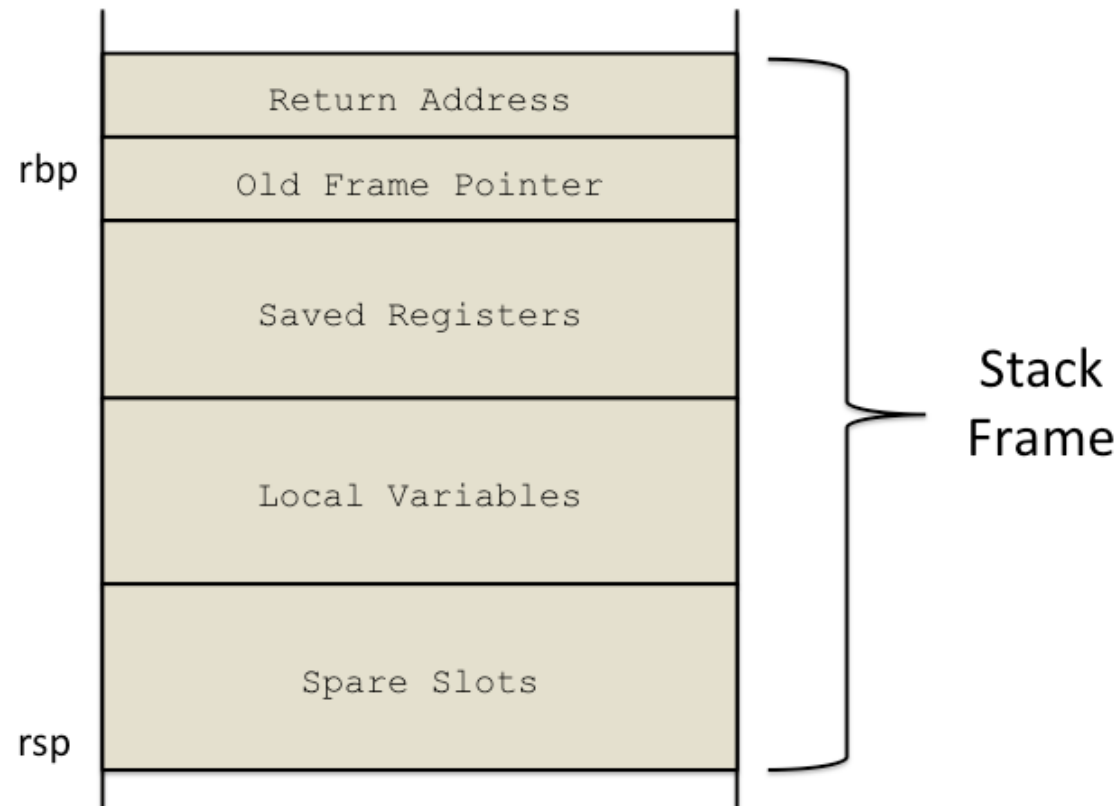 Return Address
rbp
Old Frame Pointer
Saved Registers
Stack
Frame
Local Variables
Spare Slots
rsp